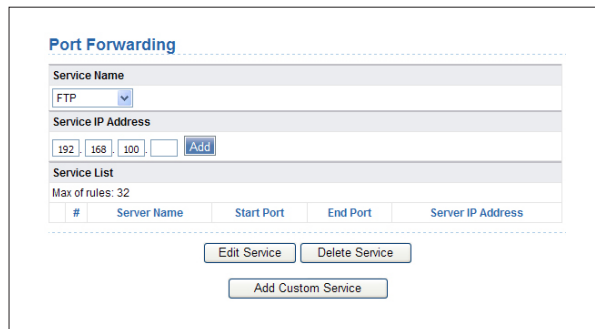 Port Forwarding
Service Name
FTP
Service IP Address
192 . 168 . 100 . Add
Service List
Max of rules: 32
# Server Name Start Port End Port Server IP Address
Edit Service Delete Service
Add Custom Service